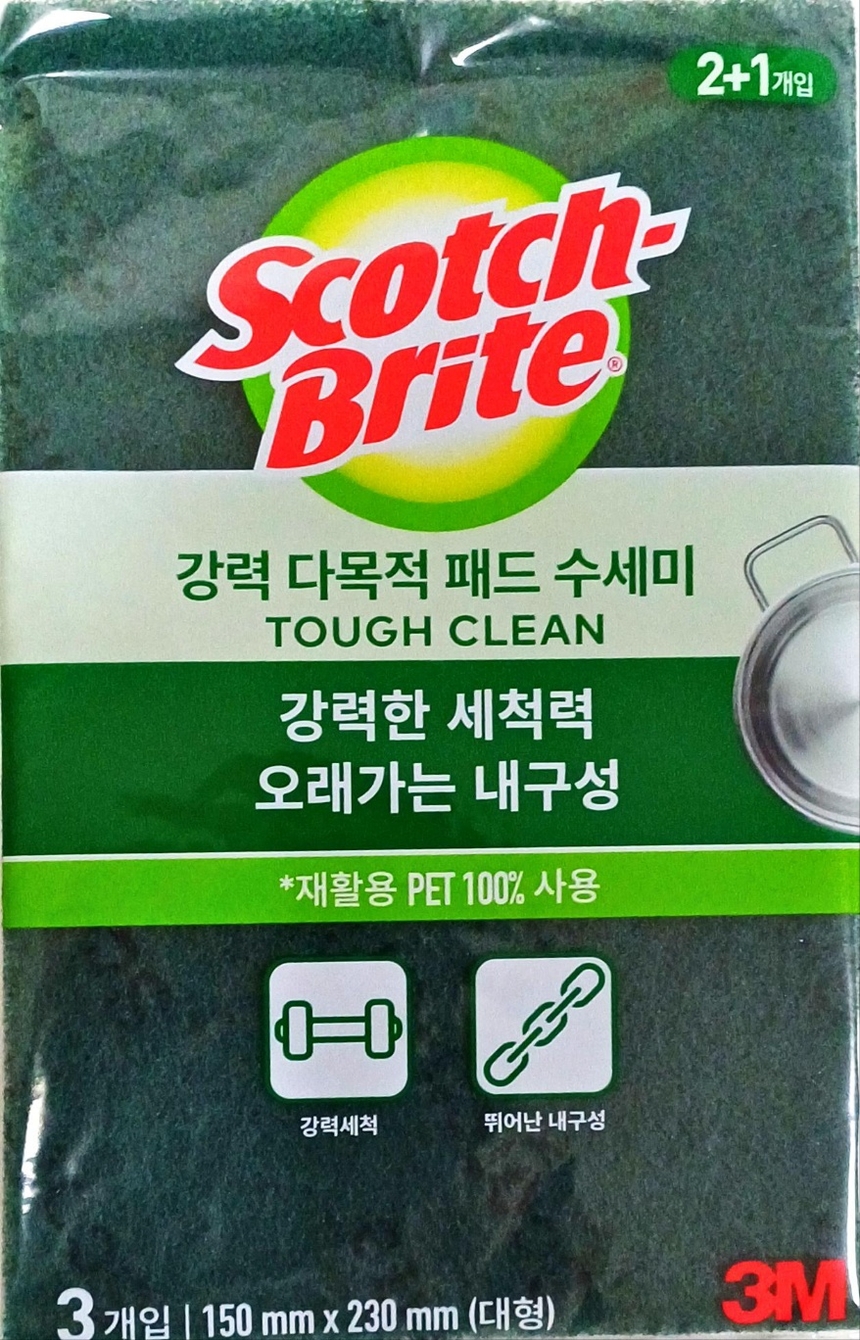 2+1개입
Scotch-
Brite®
강력 다목적 패드 수세미
TOUGH CLEAN
강력한 세척력
오래가는 내구성
*재활용 PET 100% 사용
강력세척
뛰어난 내구성
3 개입 | 150 mm x 230 mm (대형)
3M